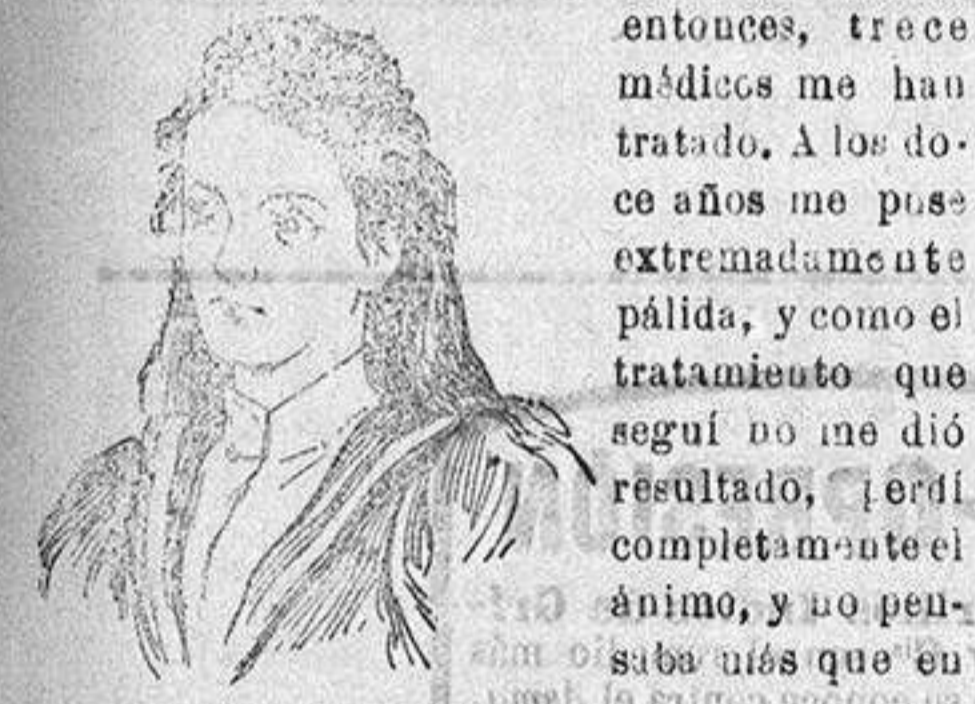 entonces, trece
médicos me han
tratado. A los do-
ce años me puse
extremadamente
pálida, y como el
tratamiento que
seguí no me dió
resultado, perdí
completamente el
ánimo, y no pen-
saba más que en